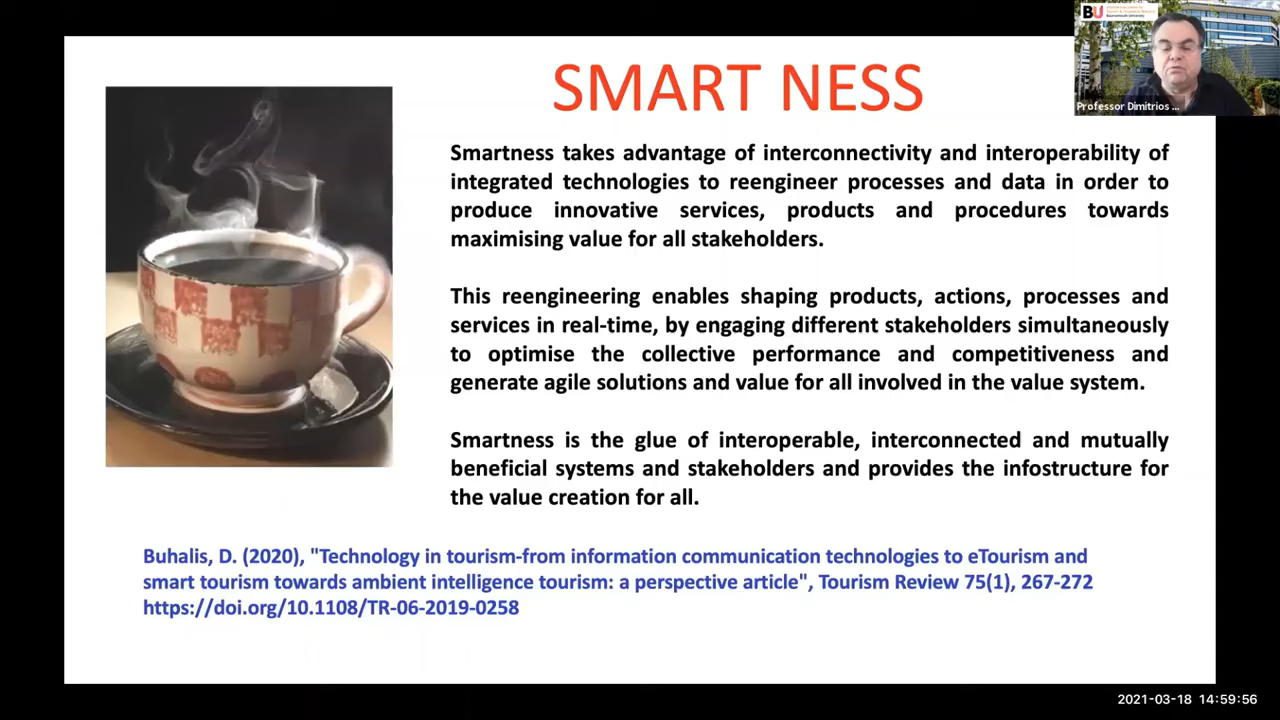 SMART NESS
BU
Bournemouth University
Professor Dimitrios ...
Smartness takes advantage of interconnectivity and interoperability of
integrated technologies to reengineer processes and data in order to
produce innovative services, products and procedures towards
maximising value for all stakeholders.
This reengineering enables shaping products, actions, processes and
services in real-time, by engaging different stakeholders simultaneously
to optimise the collective performance and competitiveness and
generate agile solutions and value for all involved in the value system.
Smartness is the glue of interoperable, interconnected and mutually
beneficial systems and stakeholders and provides the infostructure for
the value creation for all.
Buhalis, D. (2020), "Technology in tourism-from information communication technologies to eTourism and
smart tourism towards ambient intelligence tourism: a perspective article", Tourism Review 75(1), 267-272
https://doi.org/10.1108/TR-06-2019-0258
2021-03-18 14:59:56